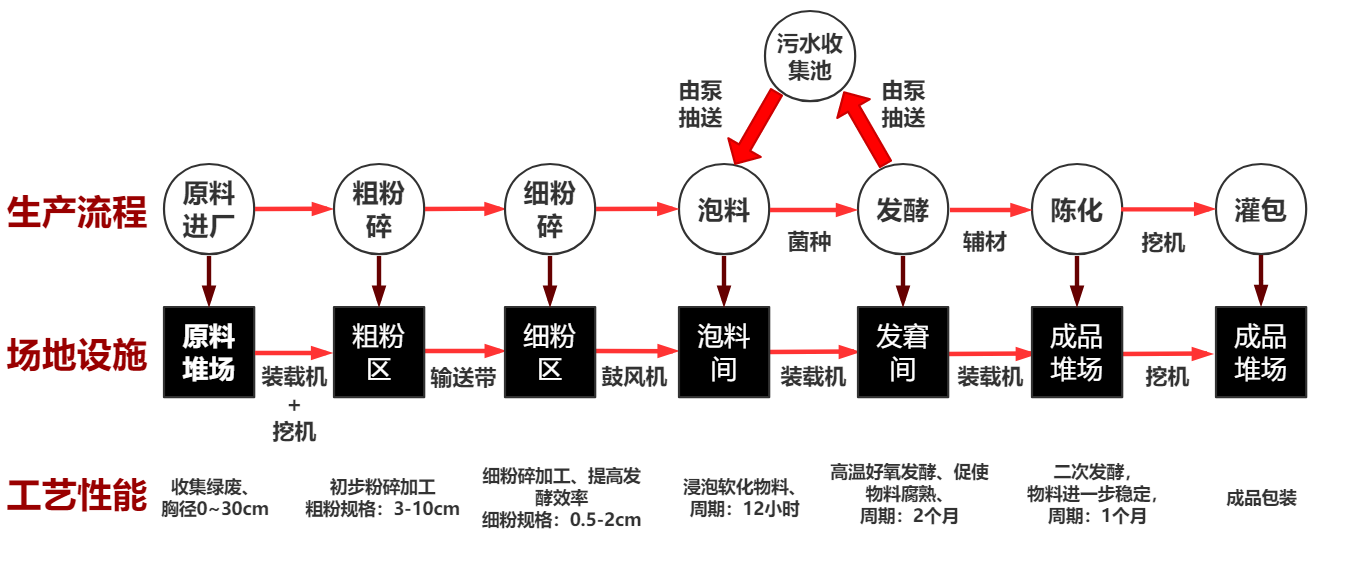 污水收
集池
由泵
抽送
由泵
抽送
生产流程
原料
进厂
粗粉
碎
细粉
碎
泡料
菌种
发酵
辅材
陈化
挖机
灌包
场地设施
原料
堆场
装载机
+
挖机
粗粉
区
输送带
细粉
区
鼓风机
泡料
间
装载机
发窘
间
装载机
成品
堆场
挖机
成品
堆场
工艺性能
收集绿废、
胸径0~30cm
初步粉碎加工
粗粉规格：3-10cm
细粉碎加工、提高发
酵效率
细粉规格：0.5-2cm
浸泡软化物料、
周期：12小时
高温好氧发酵、促使
物料腐熟、
周期：2个月
二次发酵，
物料进一步稳定，
周期：1个月
成品包装